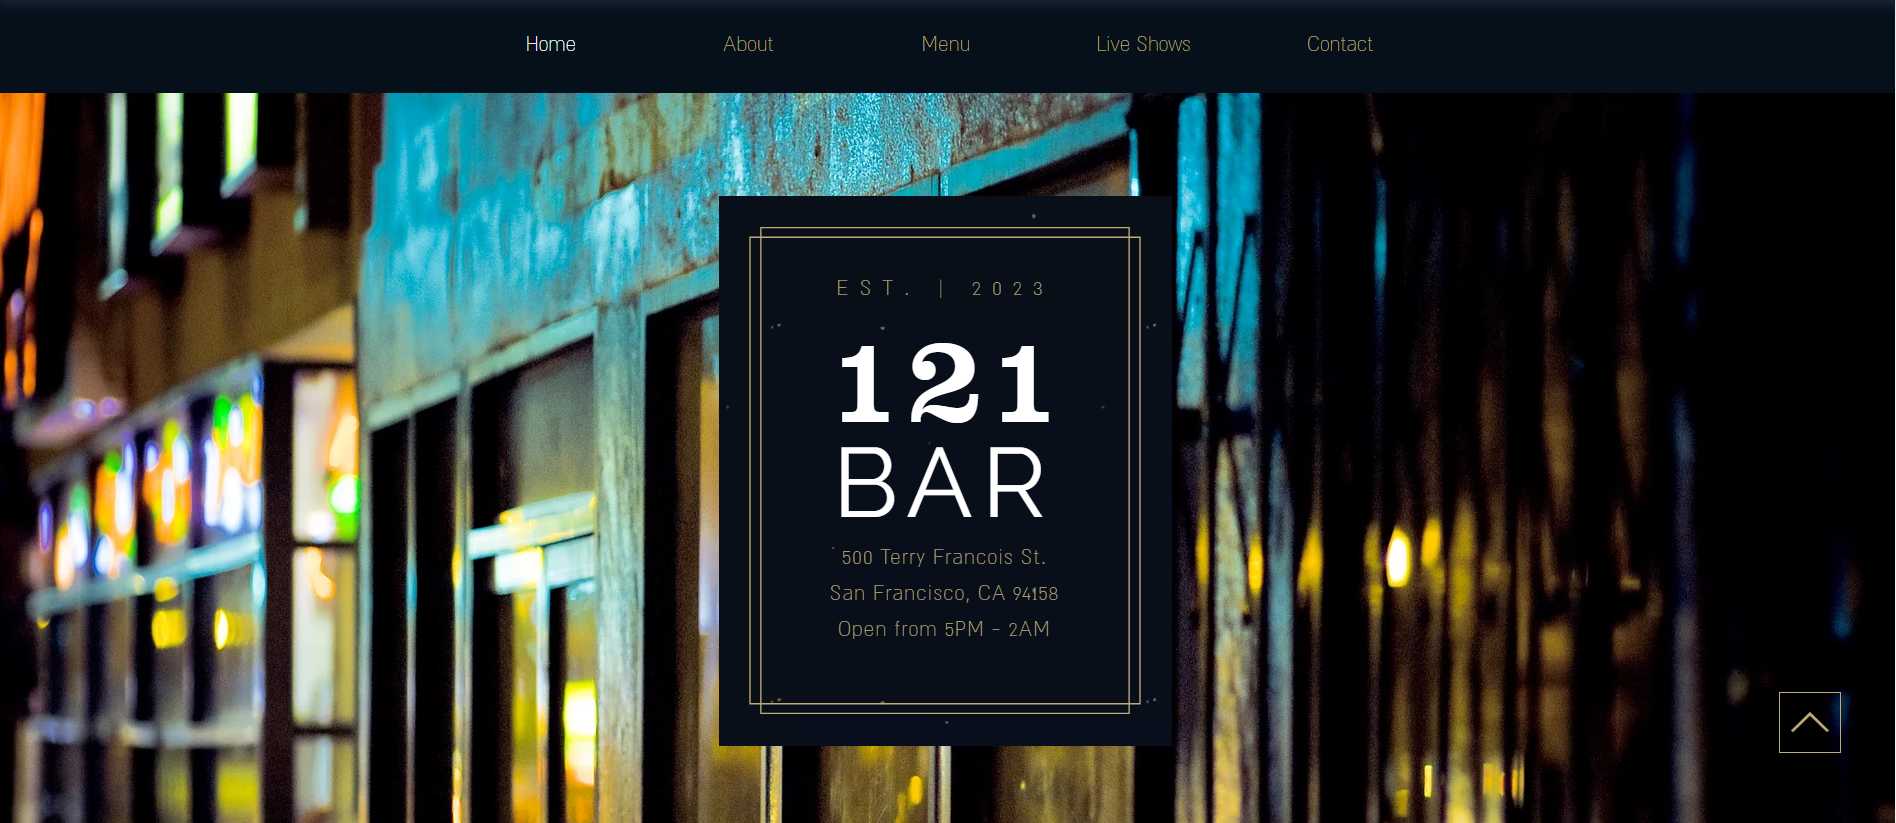 Home About Menu Live Shows Contact
EST. | 2023
121
BAR
500 Terry Francois St.
San Francisco, CA 94158
Open from 5PM - 2AM